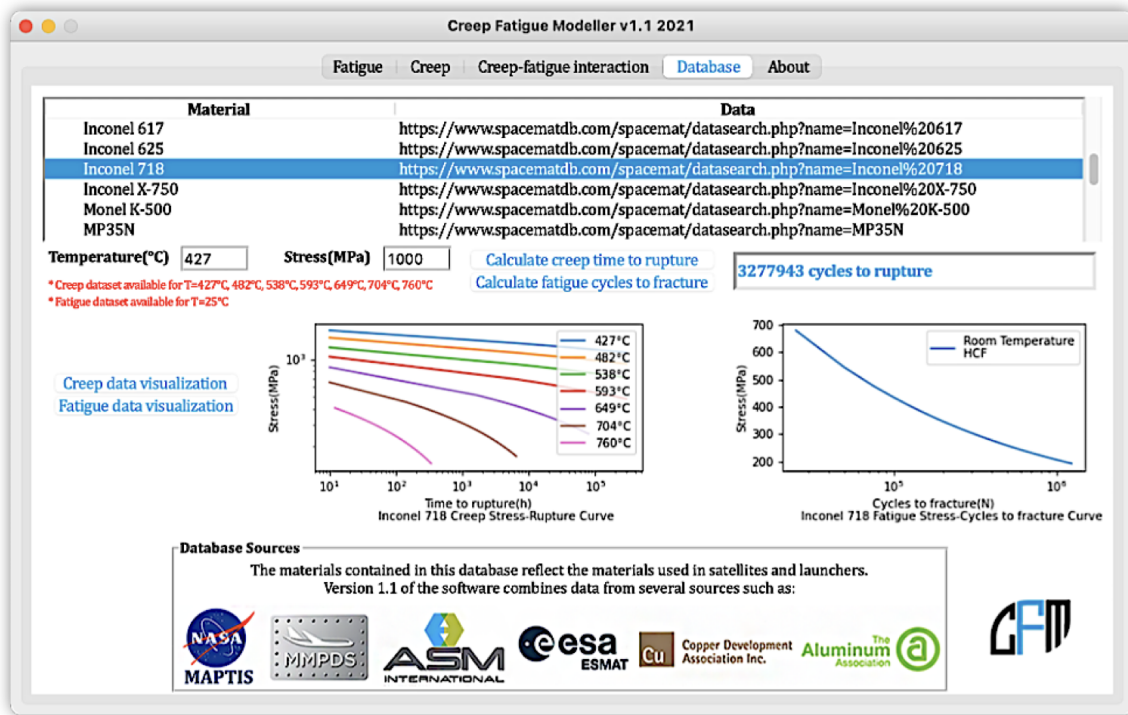 Creep Fatigue Modeller v1.1 2021
Fatigue Creep Creep-fatigue interaction Database About
Material Data
Inconel 617 https://www.spacematdb.com/spacemat/datasearch.php?name=Inconel%20617
Inconel 625 https://www.spacematdb.com/spacemat/datasearch.php?name=Inconel%20625
Inconel 718 https://www.spacematdb.com/spacemat/datasearch.php?name=Inconel%20718
Inconel X-750 https://www.spacematdb.com/spacemat/datasearch.php?name=Inconel%20X-750
Monel K-500 https://www.spacematdb.com/spacemat/datasearch.php?name=Monel%20K-500
MP35N https://www.spacematdb.com/spacemat/datasearch.php?name=MP35N
Temperature(°C) 427 Stress(MPa) 1000 Calculate creep time to rupture
Calculate fatigue cycles to fracture
3277943 cycles to rupture
* Creep dataset available for T=427°C, 482°C, 538°C, 593°C, 649°C, 704°C, 760°C
* Fatigue dataset available for T=25°C
Creep data visualization
Fatigue data visualization
Stress(MPa)
10³
427°C
482°C
538°C
593°C
649°C
704°C
760°C
10¹ 10² 10³ 10⁴ 10⁵
Time to rupture(h)
Inconel 718 Creep Stress-Rupture Curve
Stress(MPa)
700
600
500
400
300
200
Room Temperature
HCF
10⁵ 10⁶
Cycles to fracture(N)
Inconel 718 Fatigue Stress-Cycles to fracture Curve
Database Sources
The materials contained in this database reflect the materials used in satellites and launchers.
Version 1.1 of the software combines data from several sources such as:
NASA
MAPTIS
MMPDS
ASM
INTERNATIONAL
esa
ESMAT
Cu
Copper Development
Association Inc.
The
Aluminum
Association
a
CFM